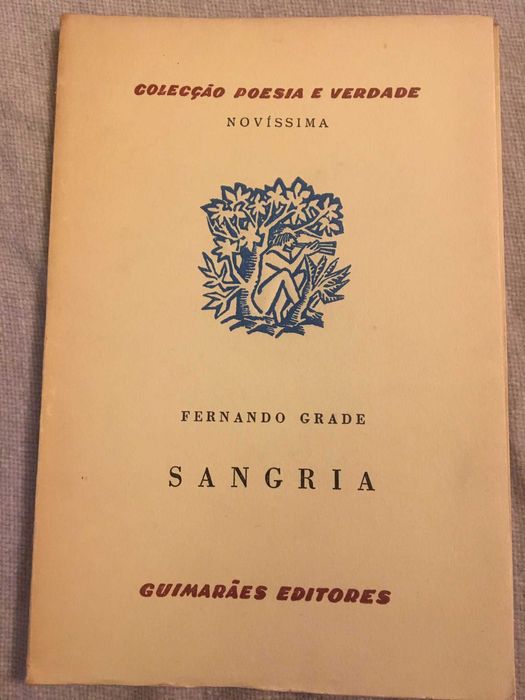 COLECÇÃO POESIA E VERDADE
NOVÍSSIMA
FERNANDO GRADE
SANGRIA
GUIMARÃES EDITORES